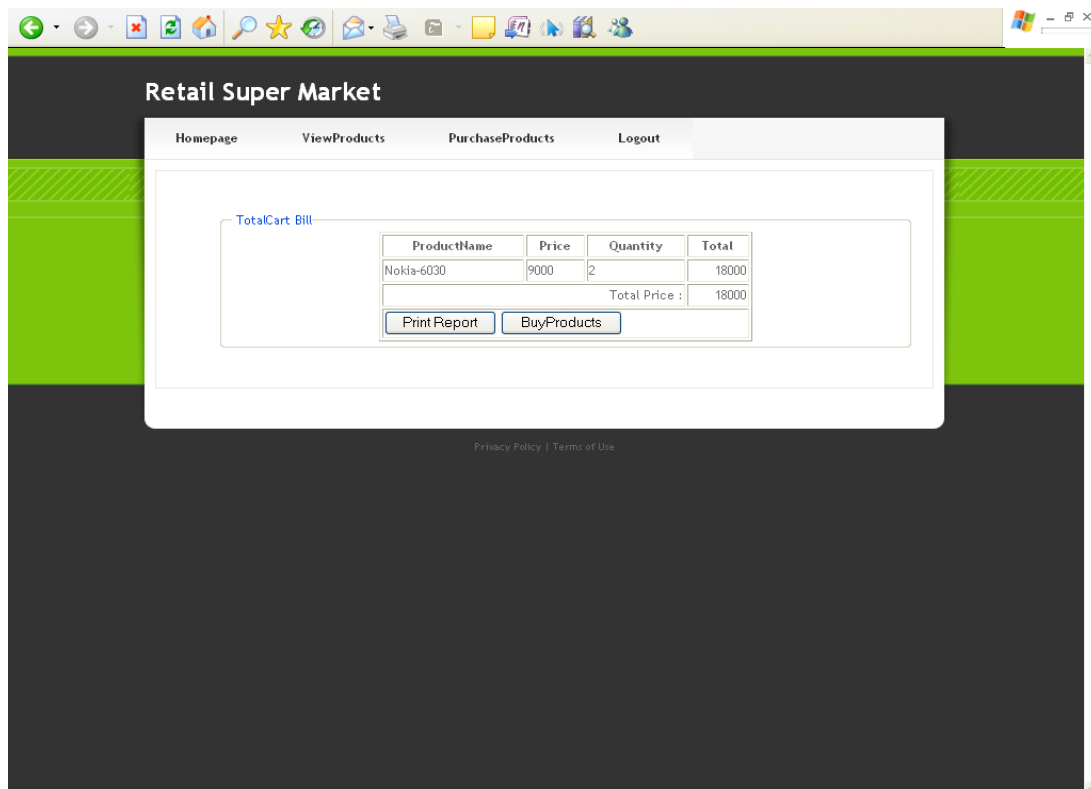 Retail Super Market
Homepage ViewProducts PurchaseProducts Logout
TotalCart Bill
ProductName Price Quantity Total
Nokia-6030 9000 2 18000
Total Price : 18000
Print Report BuyProducts
Privacy Policy | Terms of Use